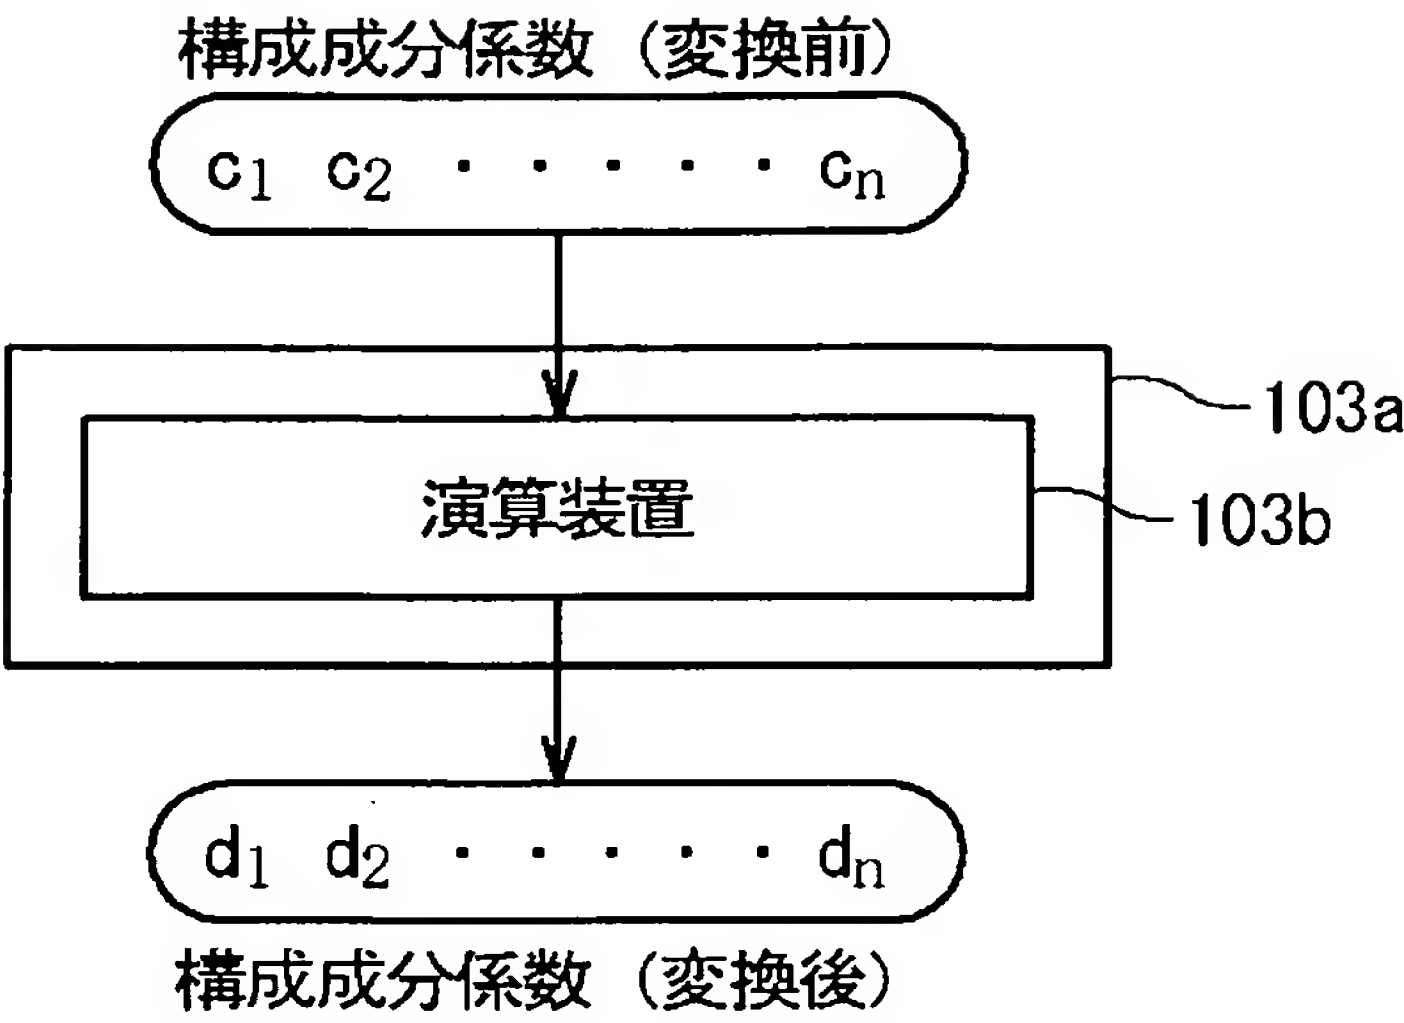 構成成分係数（変換前）
c1 c2 ・・・・・ cn
103a
演算装置
103b
d1 d2 ・・・・・ dn
構成成分係数（変換後）